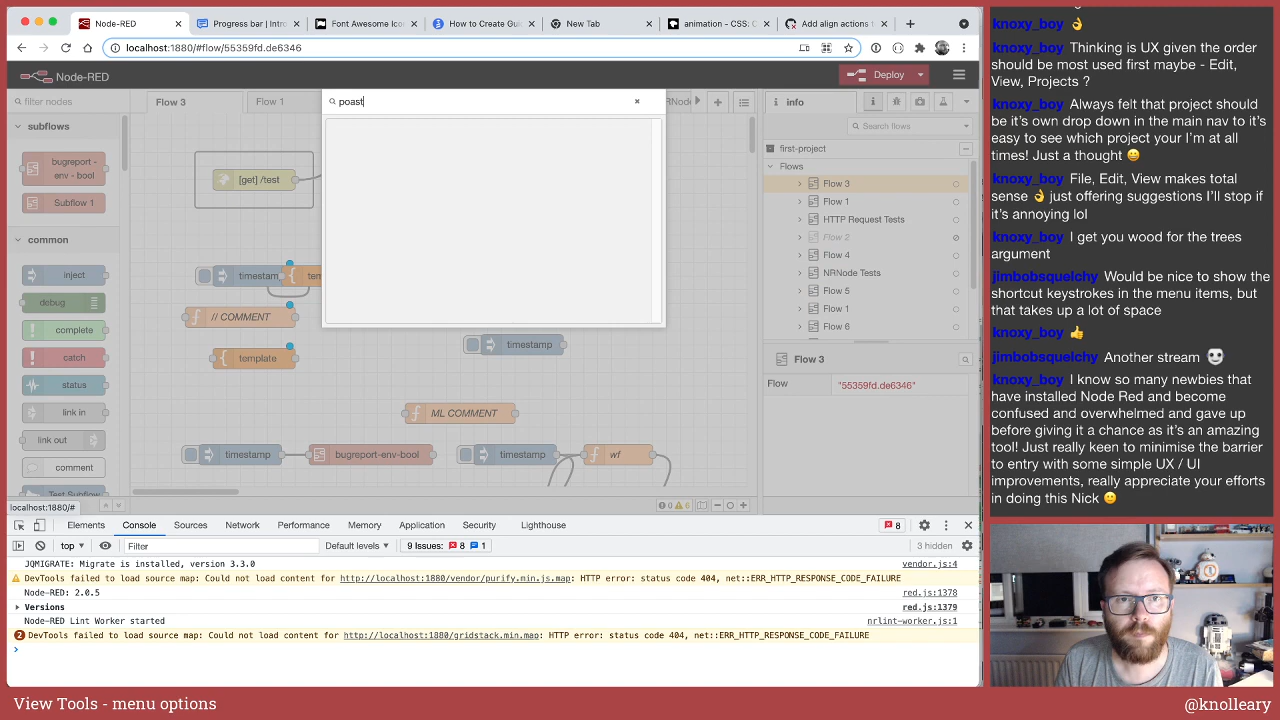 Node-RED
Progress bar | Intro
Font Awesome Ico
How to Create Gu
New Tab
animation - CSS: C
Add align actions f
localhost:1880/#flow/55359fd.de6346
Node-RED
Deploy
filter nodes
Flow 3
Flow 1
poast
info
Search flows
subflows
bugreport - env - bool
Subflow 1
common
inject
debug
complete
catch
status
link in
link out
comment
Test Subflow
[get] /test
timestam
tem
// COMMENT
template
timestamp
ML COMMENT
timestamp
bugreport-env-bool
timestamp
wf
first-project
Flows
Flow 3
Flow 1
HTTP Request Tests
Flow 2
Flow 4
NRNode Tests
Flow 5
Flow 1
Flow 6
Flow 3
Flow
"55359fd.de6346"
localhost:1880/#
0 6
Elements
Console
Sources
Network
Performance
Memory
Application
Security
Lighthouse
8
top
Filter
Default levels
9 Issues: 8 1
3 hidden
JQMIGRATE: Migrate is installed, version 3.3.0
vendor.js:4
DevTools failed to load source map: Could not load content for http://localhost:1880/vendor/purify.min.js.map: HTTP error: status code 404, net::ERR_HTTP_RESPONSE_CODE_FAILURE
Node-RED: 2.0.5
red.js:1378
Versions
red.js:1379
Node-RED Lint Worker started
nrlint-worker.js:1
2 DevTools failed to load source map: Could not load content for http://localhost:1880/gridstack.min.map: HTTP error: status code 404, net::ERR_HTTP_RESPONSE_CODE_FAILURE
knoxy_boy 👌
knoxy_boy Thinking is UX given the order
should be most used first maybe - Edit,
View, Projects ?
knoxy_boy Always felt that project should
be it's own drop down in the main nav to it's
easy to see which project your I'm at all
times! Just a thought 😀
knoxy_boy File, Edit, View makes total
sense 👌 just offering suggestions I'll stop if
it's annoying lol
knoxy_boy I get you wood for the trees
argument
jimbobsquelchy Would be nice to show the
shortcut keystrokes in the menu items, but
that takes up a lot of space
knoxy_boy 👍
jimbobsquelchy Another stream
knoxy_boy I know so many newbies that
have installed Node Red and become
confused and overwhelmed and gave up
before giving it a chance as it's an amazing
tool! Just really keen to minimise the barrier
to entry with some simple UX / UI
improvements, really appreciate your efforts
in doing this Nick 🙂
View Tools - menu options
@knolleary